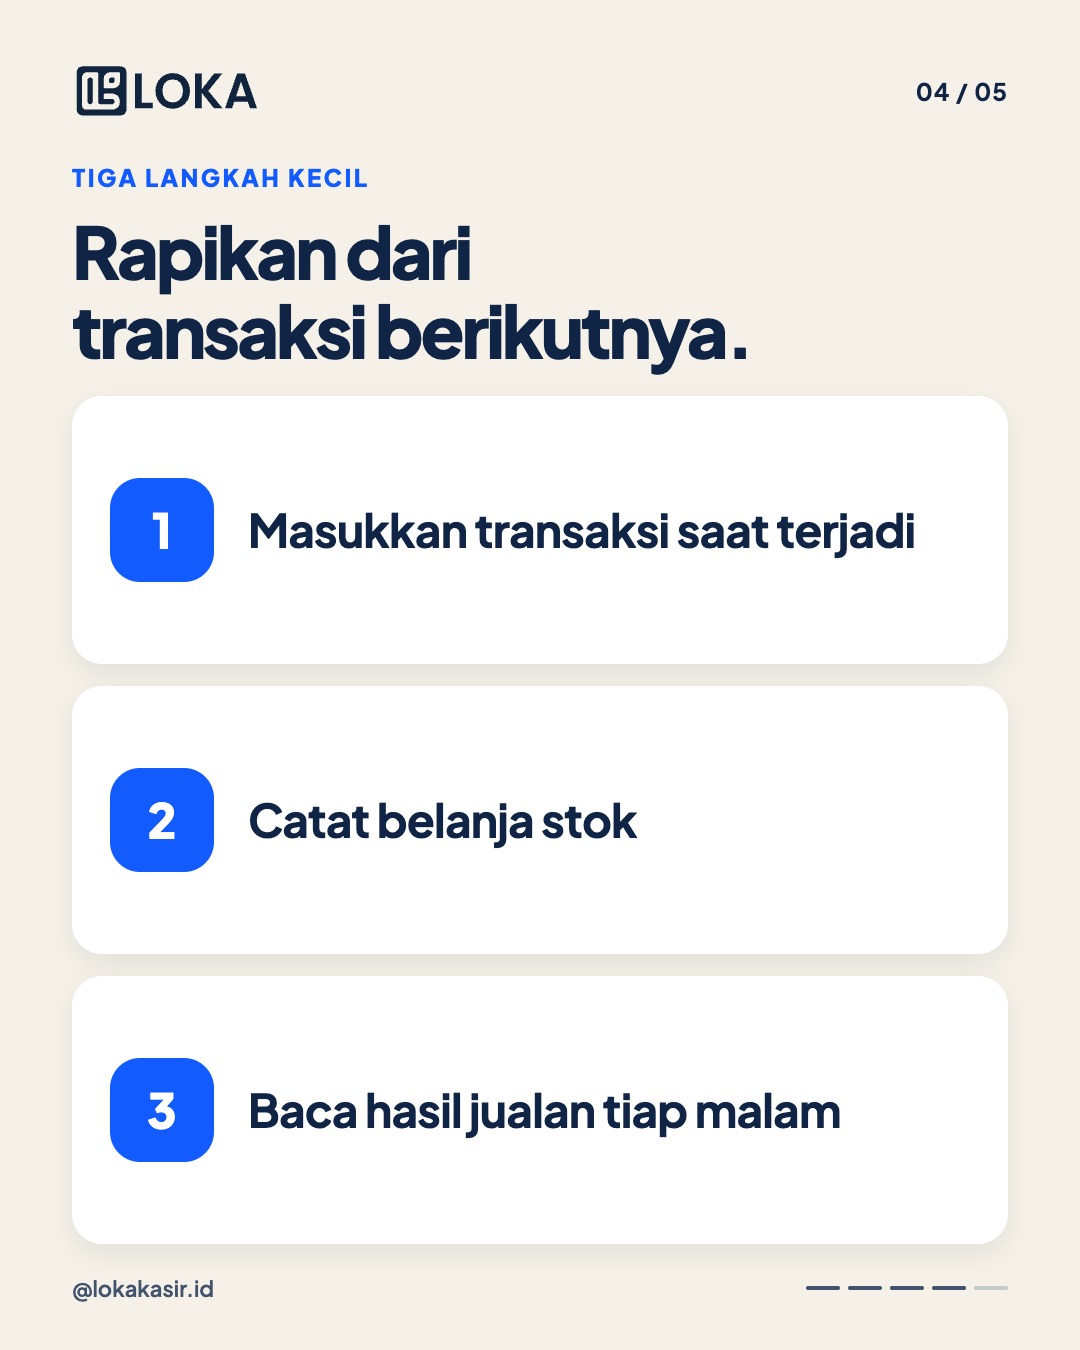 LOKA
04 / 05
TIGA LANGKAH KECIL
Rapikan dari
transaksi berikutnya.
1 Masukkan transaksi saat terjadi
2 Catat belanja stok
3 Baca hasil jualan tiap malam
@lokakasir.id